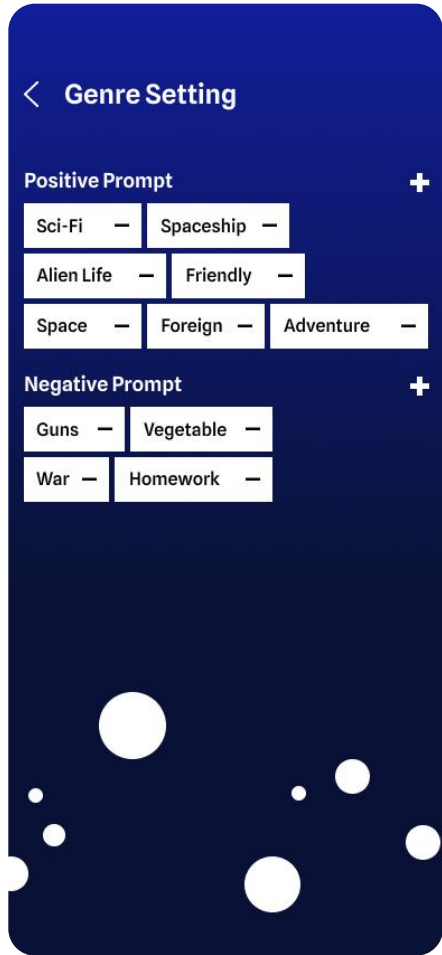 Genre Setting
Positive Prompt
Sci-Fi Spaceship
Alien Life Friendly
Space Foreign Adventure
Negative Prompt
Guns Vegetable
War Homework